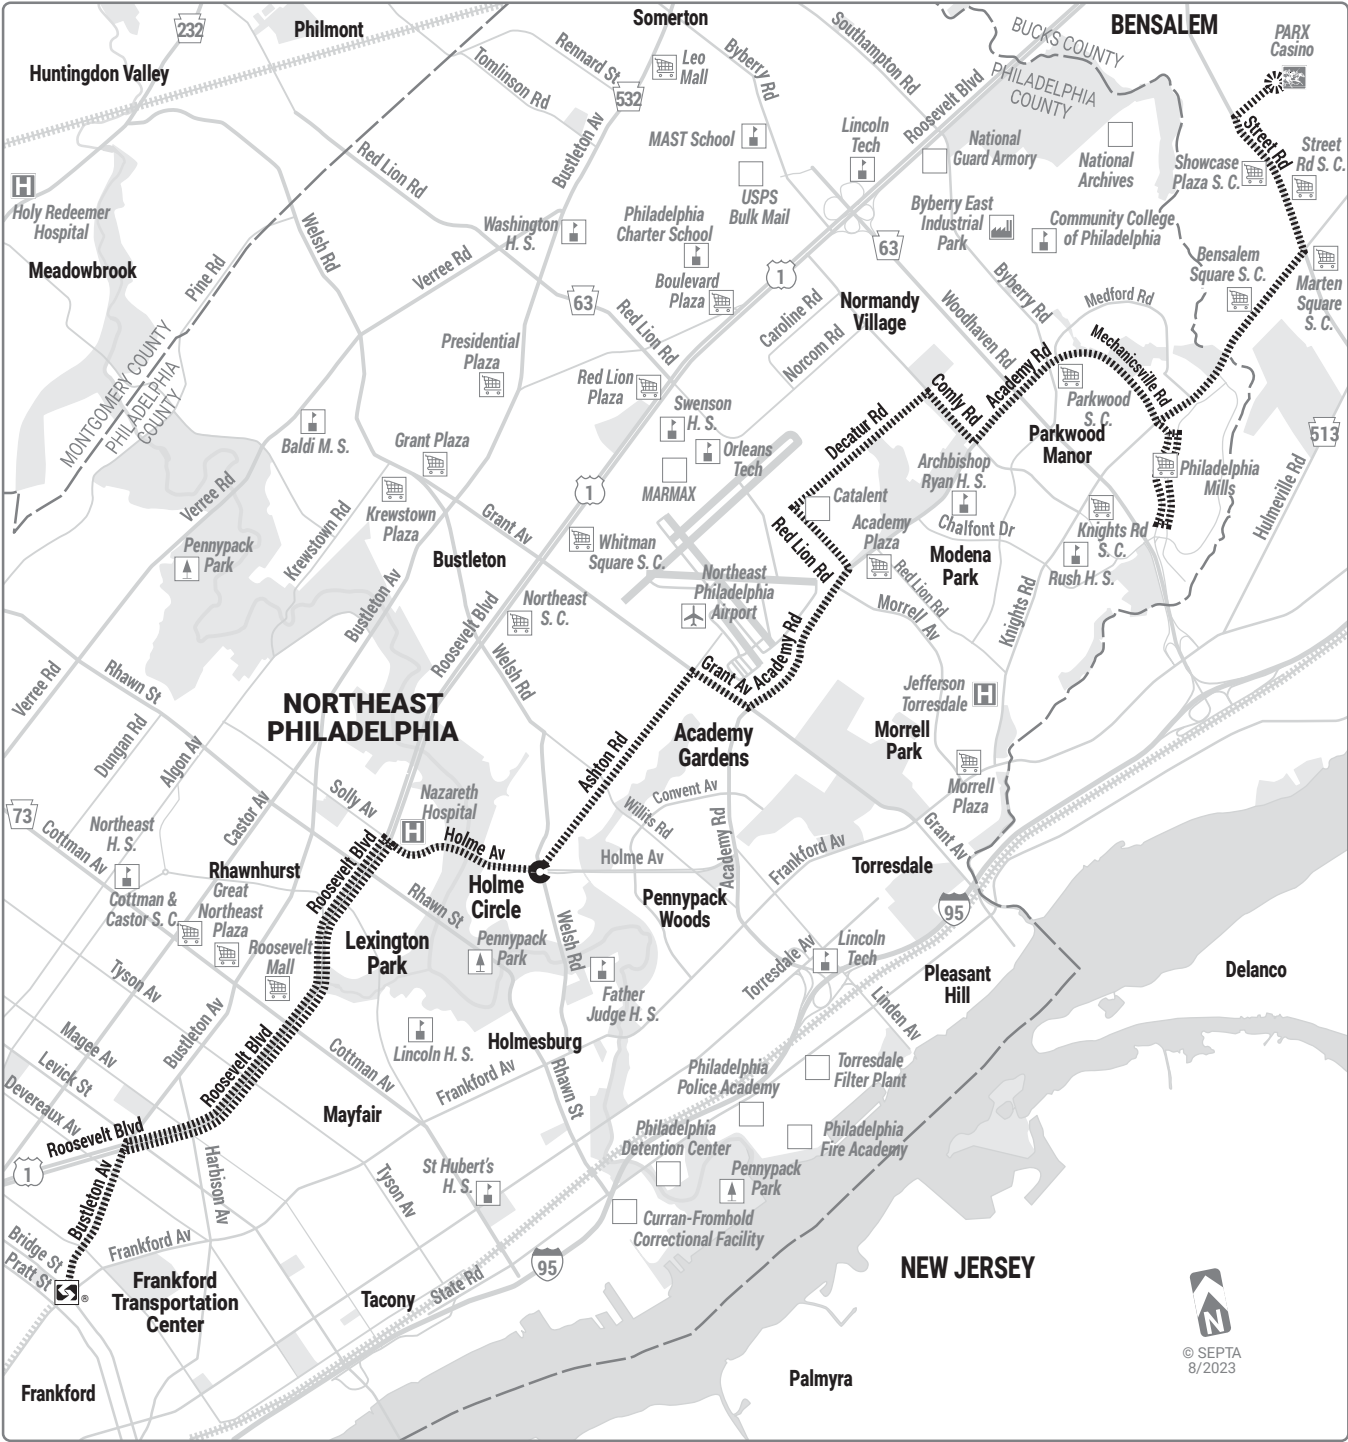 232
Philmont
Somerton
BENSALEM
PARX
Casino
Huntingdon Valley
Tomlinson Rd
Rennard St
532
Leo
Mall
Byberry Rd
Southampton Rd
Roosevelt Blvd
BUCKS COUNTY
PHILADELPHIA
COUNTY
Street Rd
Bustleton Av
MAST School
Lincoln
Tech
National
Guard Armory
National
Archives
Showcase
Plaza S. C.
Street
Rd S. C.
Red Lion Rd
USPS
Bulk Mail
H
Holy Redeemer
Hospital
Meadowbrook
Welsh Rd
Pine Rd
Verree Rd
Washington
H. S.
Philadelphia
Charter School
Boulevard
Plaza
1
63
Byberry East
Industrial
Park
Community College
of Philadelphia
Bensalem
Square S. C.
Marten
Square
S. C.
63
Red Lion Rd
Caroline Rd
Norcom Rd
Normandy
Village
Woodhaven Rd
Byberry Rd
Medford Rd
Mechanicsville Rd
MONTGOMERY COUNTY
PHILADELPHIA
COUNTY
Presidential
Plaza
Red Lion
Plaza
Swenson
H. S.
Orleans
Tech
MARMAX
Decatur Rd
Comly Rd
Academy Rd
Parkwood
S. C.
Parkwood
Manor
513
Baldi M. S.
Grant Plaza
Krewstown
Plaza
Verree Rd
Krewstown Rd
Pennypack
Park
Grant Av
1
Whitman
Square S. C.
Bustleton
Bustleton Av
Catalent
Red Lion Rd
Academy
Plaza
Archbishop
Ryan H. S.
Chalfont Dr
Modena
Park
Knights Rd
S. C.
Rush H. S.
Philadelphia
Mills
Hulmeville Rd
Northeast
Philadelphia
Airport
Northeast
S. C.
Roosevelt Blvd
Welsh Rd
Red Lion Rd
Morrell Av
Knights Rd
Verree Rd
Rhawn St
Dungan Rd
Algon Av
NORTHEAST
PHILADELPHIA
Grant Av
Academy Rd
Academy
Gardens
Jefferson
Torresdale
H
Morrell
Park
Morrell
Plaza
Ashton Rd
Solly Av
Nazareth
Hospital
H
Castor Av
73
Cottman Av
Northeast
H. S.
Rhawnhurst
Cottman &
Castor S. C.
Great
Northeast
Plaza
Roosevelt
Mall
Roosevelt Blvd
Holme Av
Holme
Circle
Rhawn St
Willits Rd
Convent Av
Holme Av
Academy Rd
Frankford Av
Grant Av
Torresdale
Pennypack
Woods
95
Lexington
Park
Pennypack
Park
Welsh Rd
Father
Judge H. S.
Torresdale Av
Lincoln
Tech
Linden Av
Pleasant
Hill
Delanco
Tyson Av
Magee Av
Levick St
Devereaux Av
Bustleton Av
Roosevelt Blvd
Lincoln H. S.
Holmesburg
Cottman Av
Frankford Av
Rhawn St
Mayfair
Philadelphia
Police Academy
Torresdale
Filter Plant
Philadelphia
Detention Center
Philadelphia
Fire Academy
Roosevelt Blvd
1
Bustleton Av
Harbison Av
St Hubert's
H. S.
Tyson Av
Pennypack
Park
Curran-Fromhold
Correctional Facility
Bridge St
Pratt St
®
Frankford Av
Frankford
Transportation
Center
Tacony
State Rd
95
NEW JERSEY
N
© SEPTA
8/2023
Frankford
Palmyra